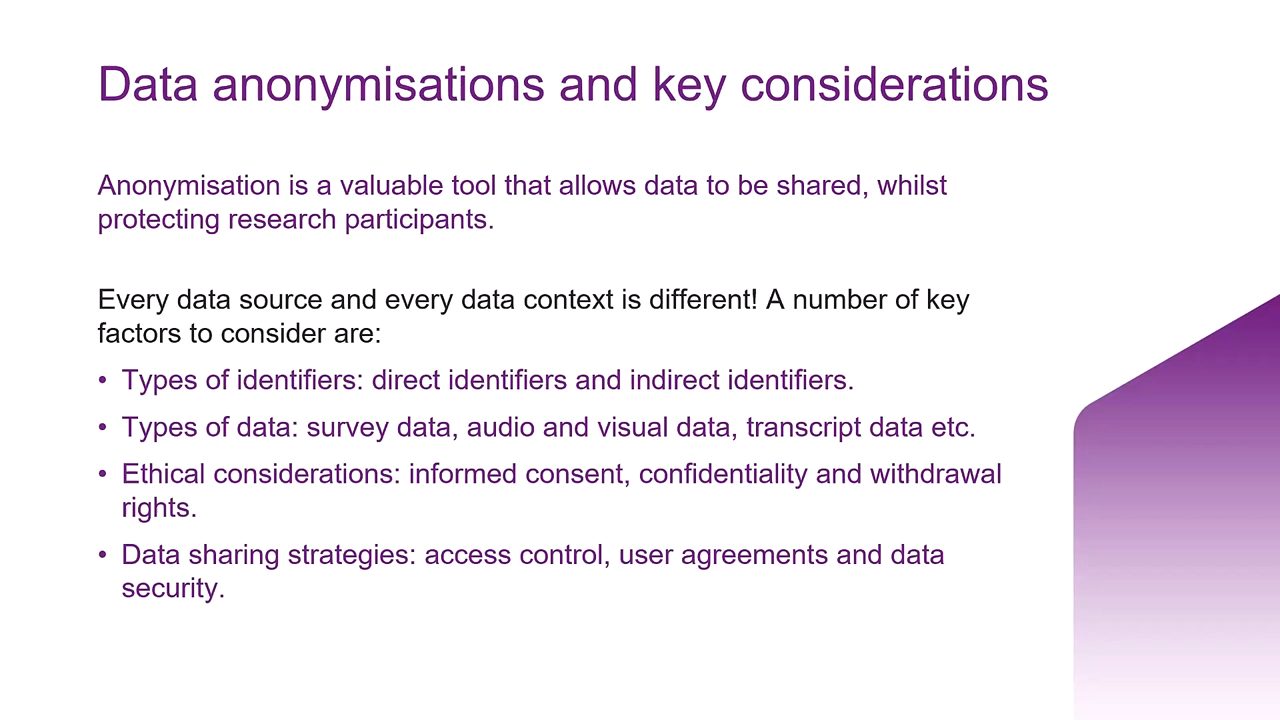 Data anonymisations and key considerations
Anonymisation is a valuable tool that allows data to be shared, whilst
protecting research participants.
Every data source and every data context is different! A number of key
factors to consider are:
• Types of identifiers: direct identifiers and indirect identifiers.
• Types of data: survey data, audio and visual data, transcript data etc.
• Ethical considerations: informed consent, confidentiality and withdrawal
rights.
• Data sharing strategies: access control, user agreements and data
security.